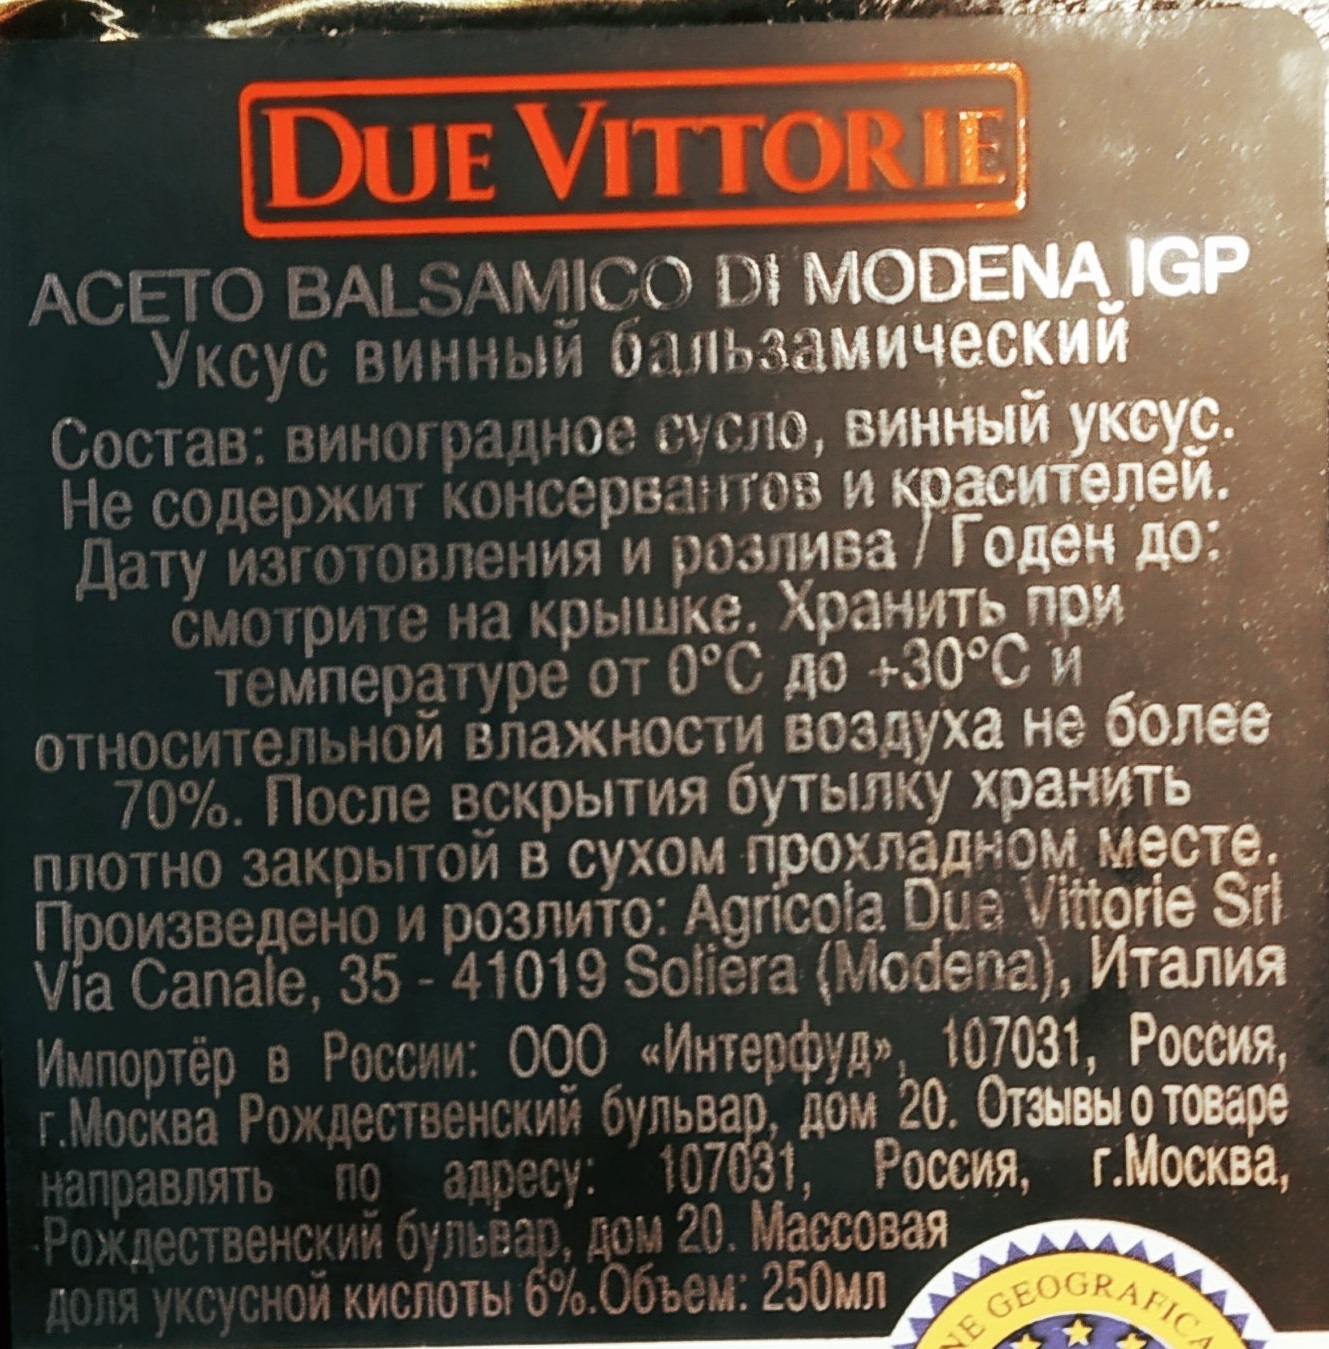 DUE VITTORIE
ACETO BALSAMICO DI MODENA IGP
Уксус винный бальзамический
Состав: виноградное сусло, винный уксус.
Не содержит консервантов и красителей.
Дату изготовления и розлива / Годен до:
смотрите на крышке. Хранить при
температуре от 0°C до +30°C и
относительной влажности воздуха не более
70%. После вскрытия бутылку хранить
плотно закрытой в сухом прохладном месте.
Произведено и розлито: Agricola Due Vittorie Srl
Via Canale, 35 - 41019 Soliera (Modena), Италия
Импортёр в России: ООО «Интерфуд», 107031, Россия,
г.Москва Рождественский бульвар, дом 20. Отзывы о товаре
направлять по адресу: 107031, Россия, г.Москва,
Рождественский бульвар, дом 20. Массовая
доля уксусной кислоты 6%.Объем: 250мл
GEOGRAFICA